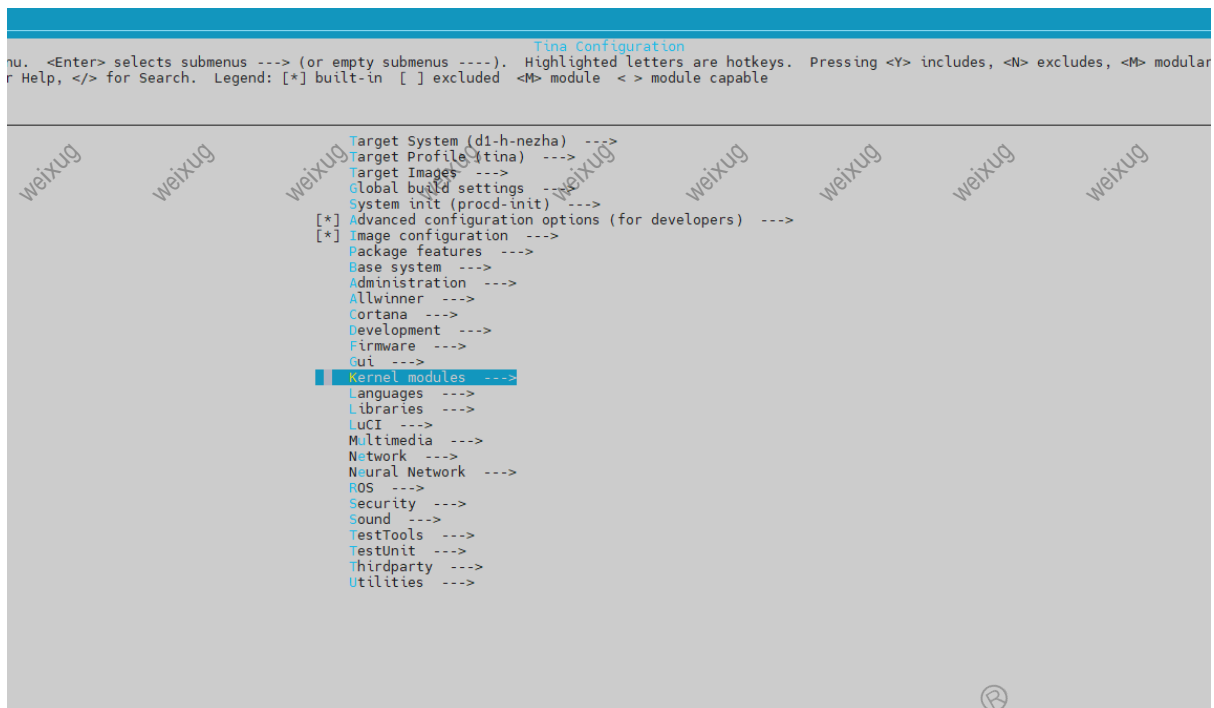 Tina Configuration
nu.  <Enter> selects submenus ---> (or empty submenus ----).  Highlighted letters are hotkeys.  Pressing <Y> includes, <N> excludes, <M> modular
r Help, </> for Search.  Legend: [*] built-in  [ ] excluded  <M> module  < > module capable
Target System (d1-h-nezha)  --->
Target Profile (tina)  --->
Target Images  --->
Global build settings  --->
System init (procd-init)  --->
[*] Advanced configuration options (for developers)  --->
[*] Image configuration  --->
Package features  --->
Base system  --->
Administration  --->
Allwinner  --->
Cortana  --->
Development  --->
Firmware  --->
Gui  --->
Kernel modules  --->
Languages  --->
Libraries  --->
LuCI  --->
Multimedia  --->
Network  --->
Neural Network  --->
ROS  --->
Security  --->
Sound  --->
TestTools  --->
TestUnit  --->
Thirdparty  --->
Utilities  --->
weixug weixug weixug weixug weixug weixug weixug weixug weixug
®